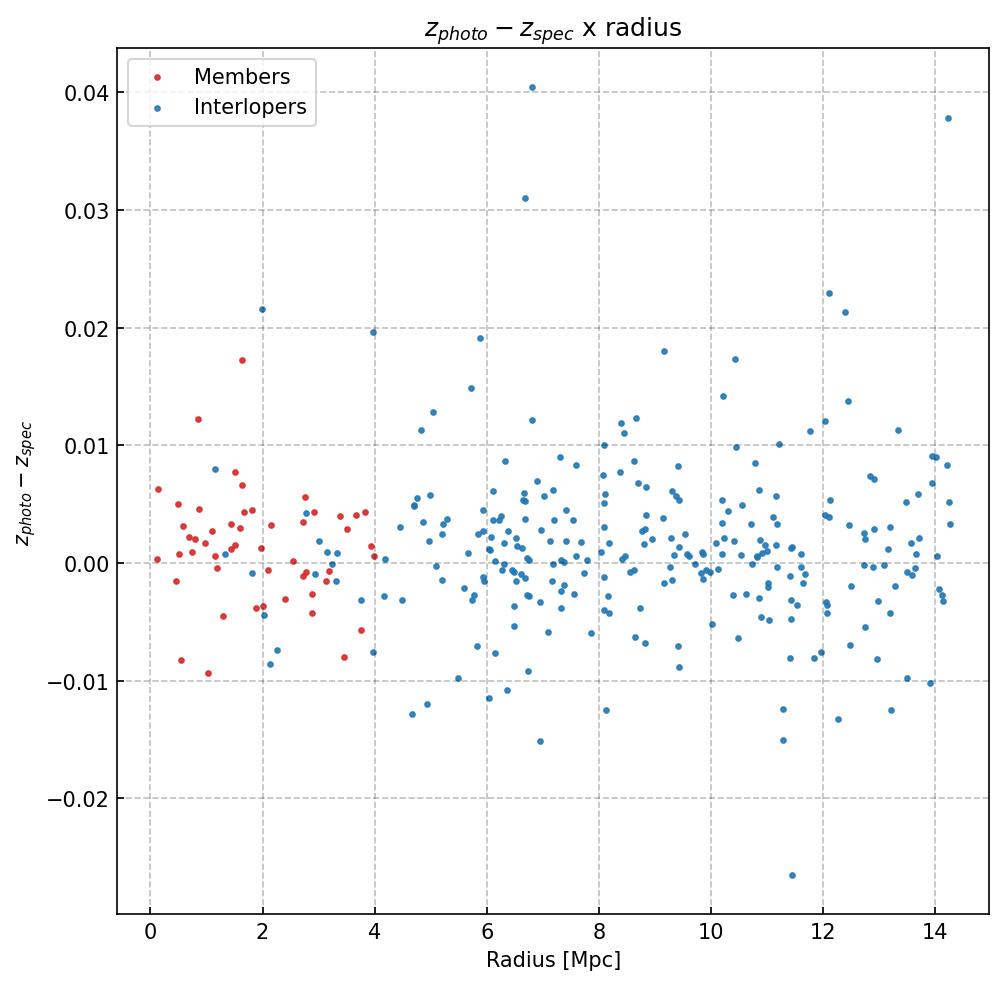 z_photo − z_spec x radius
Members
Interlopers
0.04
0.03
0.02
0.01
0.00
−0.01
−0.02
z_photo − z_spec
0 2 4 6 8 10 12 14
Radius [Mpc]